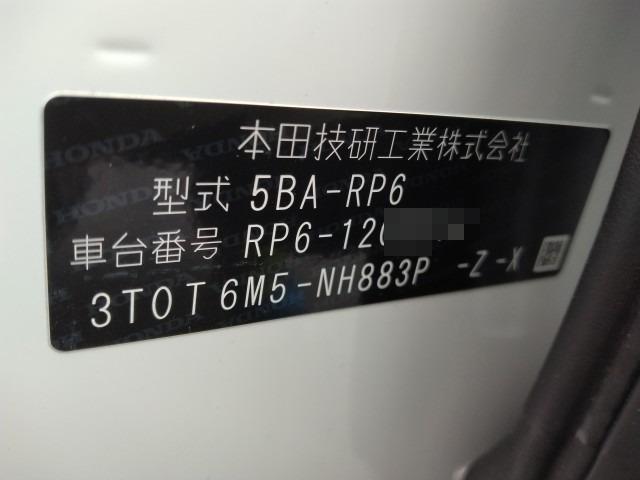 本田技研工業株式会社
型式 5BA-RP6
車台番号 RP6-120
3T0T6M5-NH883P -Z-X